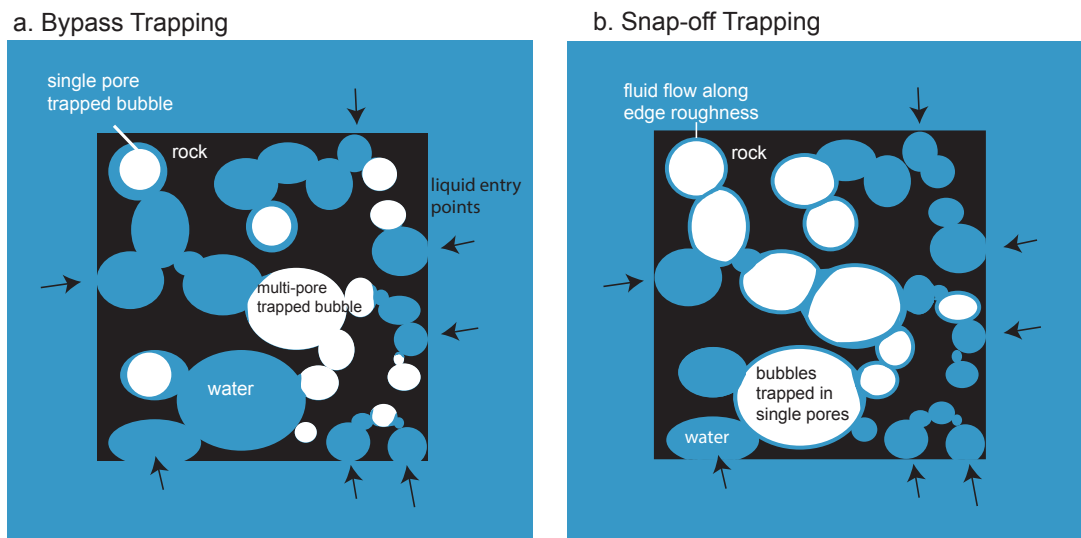 a. Bypass Trapping
single pore
trapped bubble
rock
liquid entry
points
multi-pore
trapped bubble
water
b. Snap-off Trapping
fluid flow along
edge roughness
rock
bubbles
trapped in
single pores
water